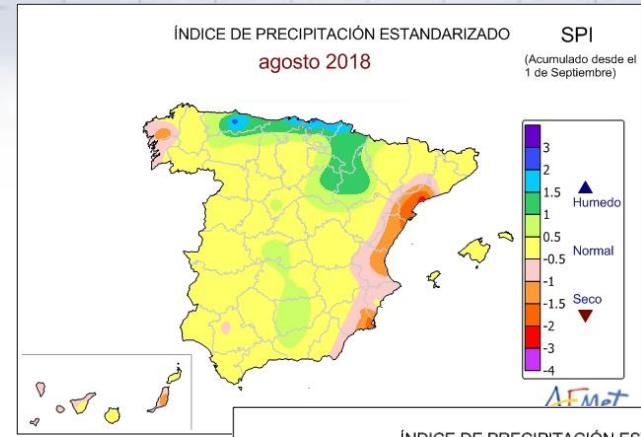 ÍNDICE DE PRECIPITACIÓN ESTANDARIZADO
agosto 2018
SPI
(Acumulado desde el
1 de Septiembre)
3
2
1.5
1
0.5
-0.5
-1
-1.5
-2
-3
-4
Humedo
Normal
Seco
AEMet
ÍNDICE DE PRECIPITACIÓN ES